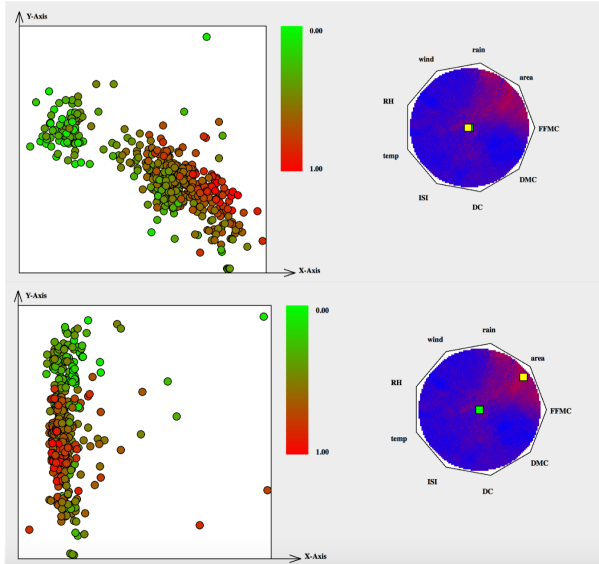 Y-Axis
0.00
1.00
X-Axis
rain
wind
area
RH
FFMC
temp
DMC
ISI
DC
Y-Axis
0.00
1.00
X-Axis
rain
wind
area
RH
FFMC
temp
DMC
ISI
DC